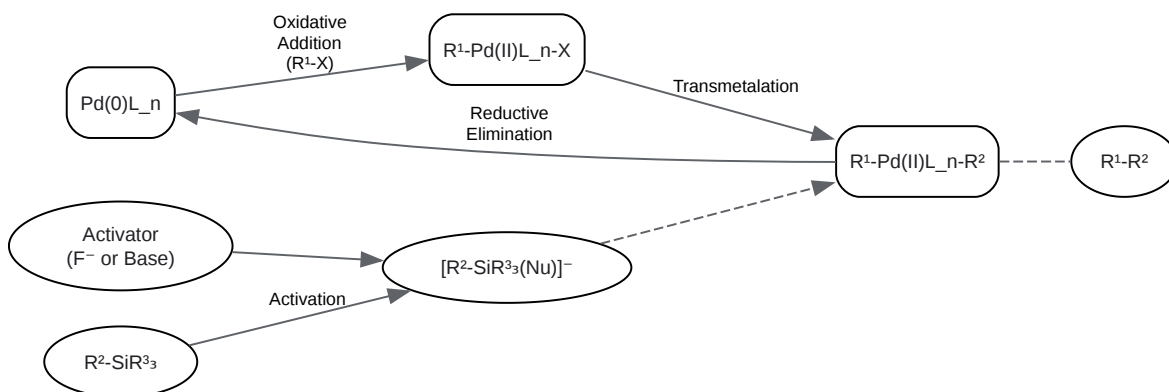 Oxidative
Addition
(R¹-X)
R¹-Pd(II)L_n-X
Pd(0)L_n
Transmetalation
Reductive
Elimination
R¹-Pd(II)L_n-R²
R¹-R²
Activator
(F⁻ or Base)
[R²-SiR³₃(Nu)]⁻
Activation
R²-SiR³₃